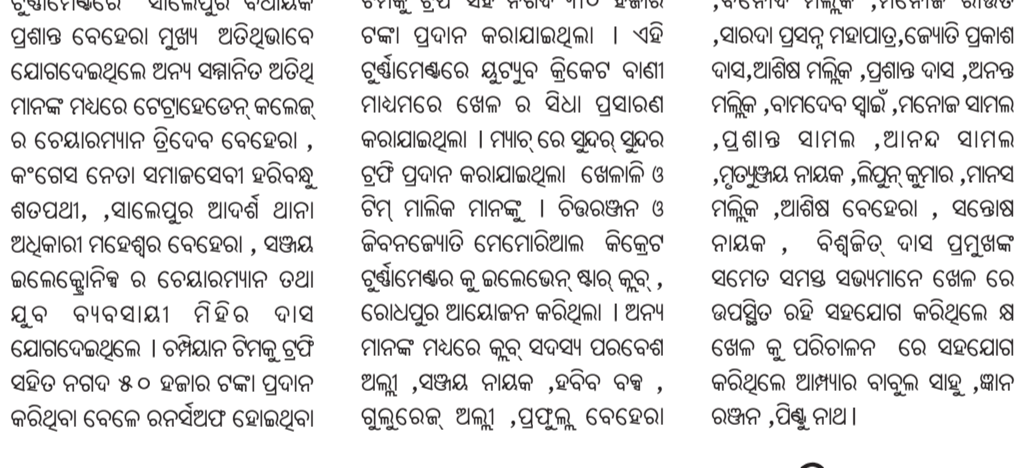 ପ୍ରଶାନ୍ତ ବେହେରା ମୁଖ୍ୟ ଅତିଥିଭାବେ
ଯୋଗଦେଇଥିଲେ ଅନ୍ୟ ସମ୍ମାନିତ ଅତିଥି
ମାନଙ୍କ ମଧ୍ୟରେ ଟେଟ୍ରାହେଡେନ୍ କଲେଜ୍
ର ଚେୟାରମ୍ୟାନ ତ୍ରିଦେବ ବେହେରା ,
କଂଗେସ ନେତା ସମାଜସେବୀ ହରିବନ୍ଧୁ
ଶତପଥୀ, ,ସାଲେପୁର ଆଦର୍ଶ ଥାନା
ଅଧିକାରୀ ମହେଶ୍ୱର ବେହେରା , ସଞ୍ଜୟ
ଇଲେକ୍ଟ୍ରୋନିକ୍ସ ର ଚେୟାରମ୍ୟାନ ତଥା
ଯୁବ ବ୍ୟବସାୟୀ ମିହିର ଦାସ
ଯୋଗଦେଇଥିଲେ । ଚମ୍ପିୟାନ ଟିମକୁ ଟ୍ରଫି
ସହିତ ନଗଦ ୫୦ ହଜାର ଟଙ୍କା ପ୍ରଦାନ
କରିଥିବା ବେଳେ ରନର୍ସଅଫ ହୋଇଥିବା
ଟଙ୍କା ପ୍ରଦାନ କରାଯାଇଥିଲା । ଏହି
ଟୁର୍ଣ୍ଣାମେଣ୍ଟରେ ୟୁଟ୍ୟୁବ କ୍ରିକେଟ ବାଣୀ
ମାଧ୍ୟମରେ ଖେଳ ର ସିଧା ପ୍ରସାରଣ
କରାଯାଇଥିଲା । ମ୍ୟାଚ୍ ରେ ସୁନ୍ଦର୍ ସୁନ୍ଦର
ଟ୍ରଫି ପ୍ରଦାନ କରାଯାଇଥିଲା ଖେଳାଳି ଓ
ଟିମ୍ ମାଲିକ ମାନଙ୍କୁ । ଚିଉରଞ୍ଜନ ଓ
ଜିବନଜ୍ୟୋତି ମେମୋରିଆଲ କିକ୍ରେଟ
ଟୁର୍ଣ୍ଣାମେଣ୍ଟର କୁ ଇଲେଭେନ୍ ଷ୍ଟାର୍ କ୍ଲବ୍ ,
ରୋଧପୁର ଆୟୋଜନ କରିଥିଲା । ଅନ୍ୟ
ମାନଙ୍କ ମଧ୍ୟରେ କ୍ଲବ୍ ସଦସ୍ୟ ପରବେଶ
ଅଲ୍ଲୀ ,ସଞ୍ଜୟ ନାୟକ ,ହବିବ ବକ୍ସ ,
ଗୁଲୁରେଜ୍ ଅଲ୍ଲୀ ,ପ୍ରଫୁଲ୍ଲ ବେହେରା
,ସାରଦା ପ୍ରସନ୍ନ ମହାପାତ୍ର,ଜ୍ୟୋତି ପ୍ରକାଶ
ଦାସ,ଆଶିଷ ମଲ୍ଲିକ ,ପ୍ରଶାନ୍ତ ଦାସ ,ଅନନ୍ତ
ମଲ୍ଲିକ ,ବାମଦେବ ସ୍ୱାଇଁ ,ମନୋଜ ସାମଲ
,ପ୍ରଶାନ୍ତ ସାମଲ ,ଆନନ୍ଦ ସାମଲ
,ମୃତ୍ୟୁଞ୍ଜୟ ନାୟକ ,ଲିପୁନ୍ କୁମାର ,ମାନସ
ମଲ୍ଲିକ ,ଆଶିଷ ବେହେରା , ସନ୍ତୋଷ
ନାୟକ , ବିଶ୍ୱଜିତ୍ ଦାସ ପ୍ରମୁଖଙ୍କ
ସମେତ ସମସ୍ତ ସଭ୍ୟମାନେ ଖେଳ ରେ
ଉପସ୍ଥିତ ରହି ସହଯୋଗ କରିଥିଲେ କ୍ଷ
ଖେଳ କୁ ପରିଚାଳନ ରେ ସହଯୋଗ
କରିଥିଲେ ଆମ୍ପ୍ୟାର ବାବୁଲ ସାହୁ ,ଜ୍ଞାନ
ରଞ୍ଜନ ,ପିଣ୍ଟୁ ନାଥ।